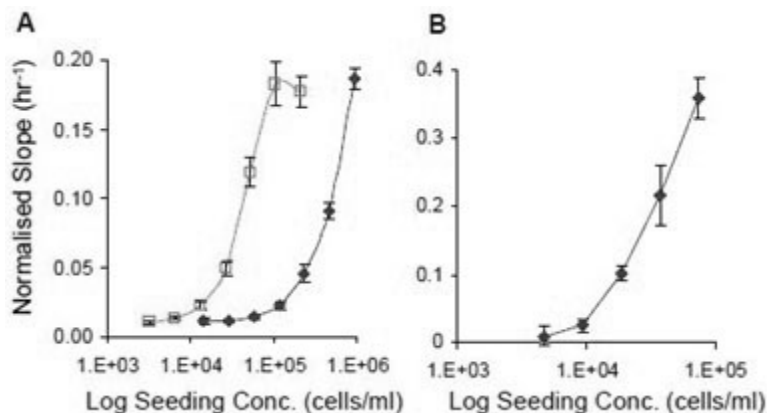 A
B
Normalised Slope (hr⁻¹)
0.20
0.15
0.10
0.05
0.00
1.E+03 1.E+04 1.E+05 1.E+06
Log Seeding Conc. (cells/ml)
0.4
0.3
0.2
0.1
0
1.E+03 1.E+04 1.E+05
Log Seeding Conc. (cells/ml)